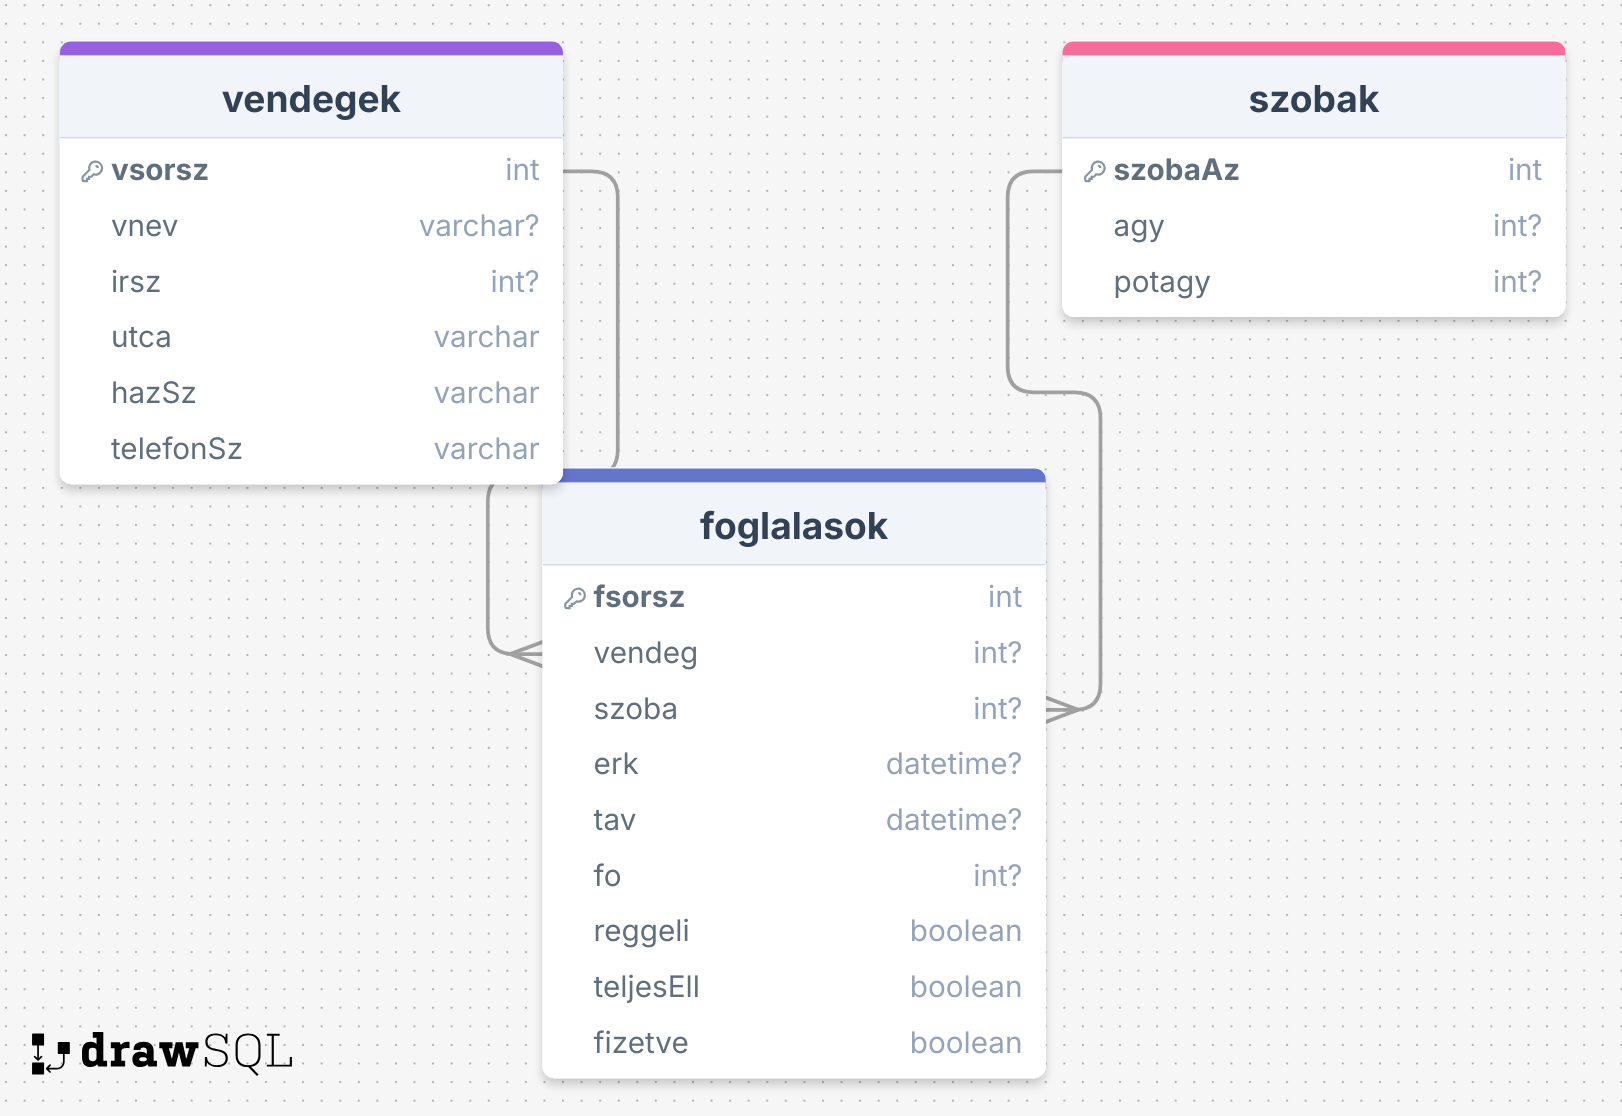 vendegek
vsorsz int
vnev varchar?
irsz int?
utca varchar
hazSz varchar
telefonSz varchar
szobak
szobaAz int
agy int?
potagy int?
foglalasok
fsorsz int
vendeg int?
szoba int?
erk datetime?
tav datetime?
fo int?
reggeli boolean
teljesEll boolean
fizetve boolean
drawSQL